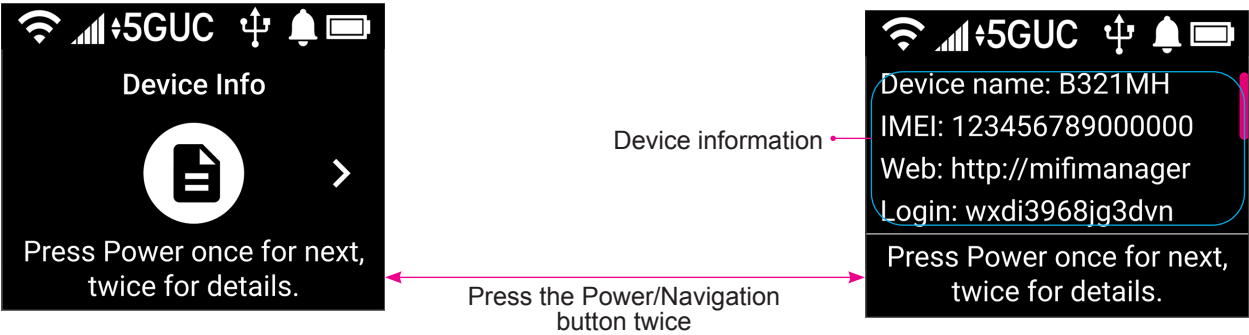 5GUC
Device Info
Press Power once for next,
twice for details.
Device information
Press the Power/Navigation
button twice
5GUC
Device name: B321MH
IMEI: 123456789000000
Web: http://mifimanager
Login: wxdi3968jg3dvn
Press Power once for next,
twice for details.